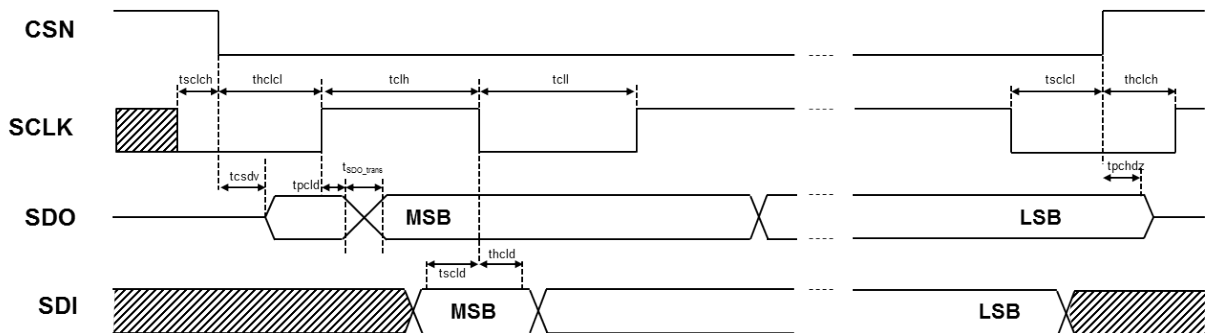 CSN
tsclch thclcl tclh tcll tsclcl thclch
SCLK
tcsdv tpcld tSDO_trans tpchdz
SDO MSB LSB
tscld thcld
SDI MSB LSB